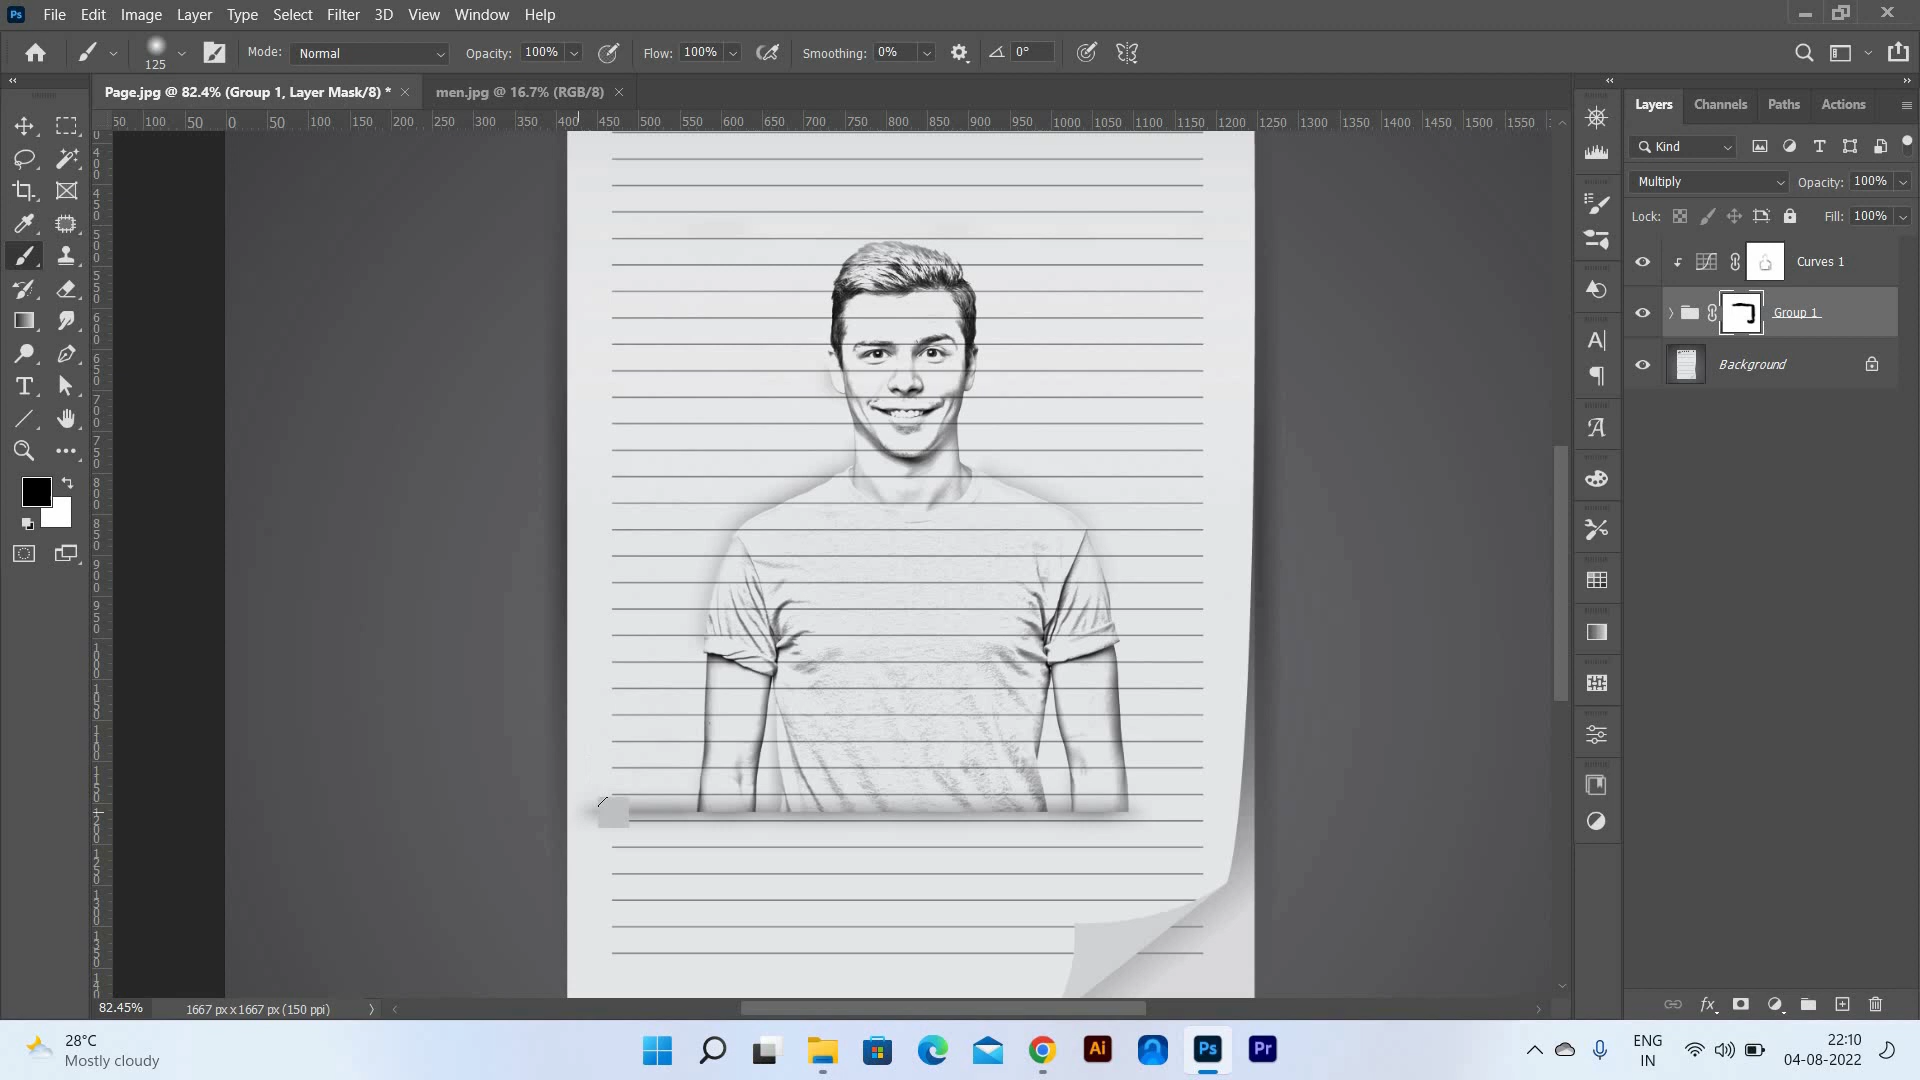 Ps File Edit Image Layer Type Select Filter 3D View Window Help
125 Mode: Normal Opacity: 100% Flow: 100% Smoothing: 0% 0°
Page.jpg @ 82.4% (Group 1, Layer Mask/8) * × men.jpg @ 16.7% (RGB/8) ×
50 100 50 0 50 100 150 200 250 300 350 400 450 500 550 600 650 700 750 800 850 900 950 1000 1050 1100 1150 1200 1250 1300 1350 1400 1450 1500 1550
Layers Channels Paths Actions
Kind
Multiply Opacity: 100%
Lock: Fill: 100%
Curves 1
Group 1
Background
82.45% 1667 px x 1667 px (150 ppi)
28°C
Mostly cloudy
Ai Ps Pr
ENG
IN
22:10
04-08-2022